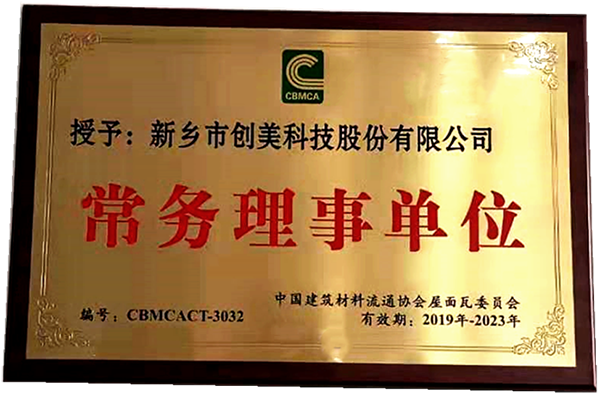 CBMCA
授予：新乡市创美科技股份有限公司
常务理事单位
中国建筑材料流通协会屋面瓦委员会
编号：CBMCACT-3032
有效期：2019年-2023年